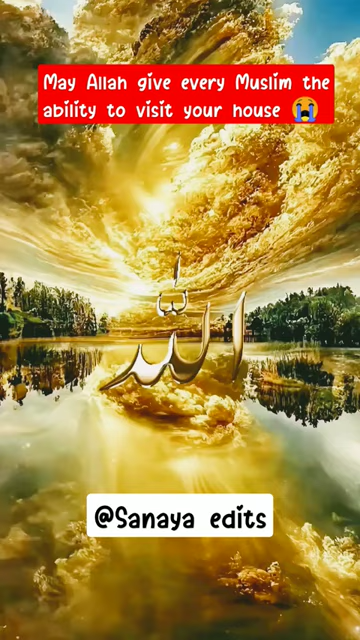 May Allah give every Muslim the
ability to visit your house 😭
الله
@Sanaya edits